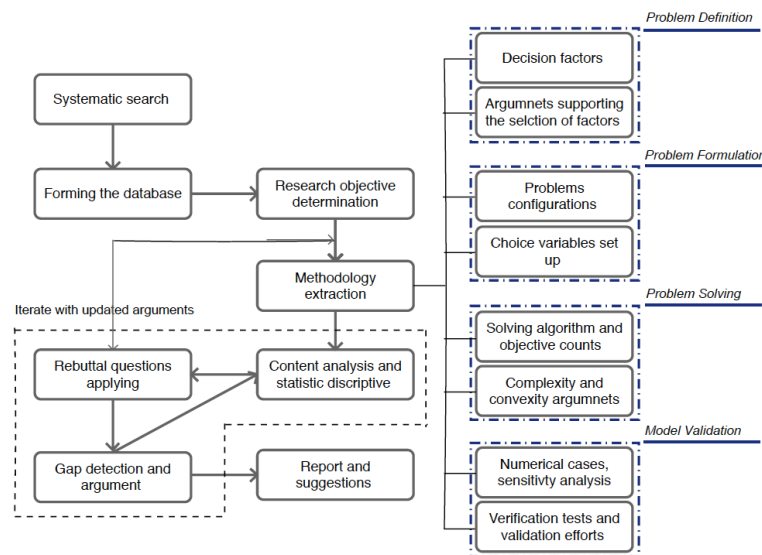 Problem Definition
Decision factors
Systematic search
Argumnets supporting
the selction of factors
Problem Formulation
Forming the database
Research objective
determination
Problems
configurations
Choice variables set
up
Methodology
extraction
Problem Solving
Iterate with updated arguments
Solving algorithm and
objective counts
Rebuttal questions
applying
Content analysis and
statistic discriptive
Complexity and
convexity argumnets
Model Validation
Gap detection and
argument
Report and
suggestions
Numerical cases,
sensitivty analysis
Verification tests and
validation efforts